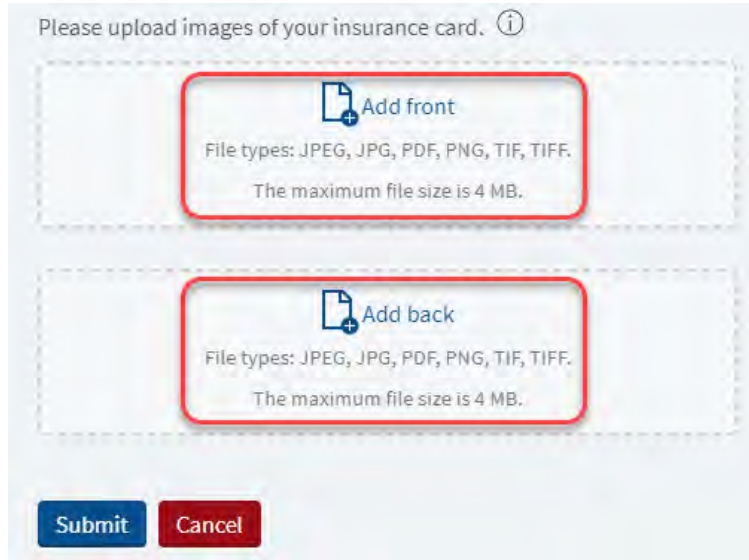 Please upload images of your insurance card.
Add front
File types: JPEG, JPG, PDF, PNG, TIF, TIFF.
The maximum file size is 4 MB.
Add back
File types: JPEG, JPG, PDF, PNG, TIF, TIFF.
The maximum file size is 4 MB.
Submit Cancel